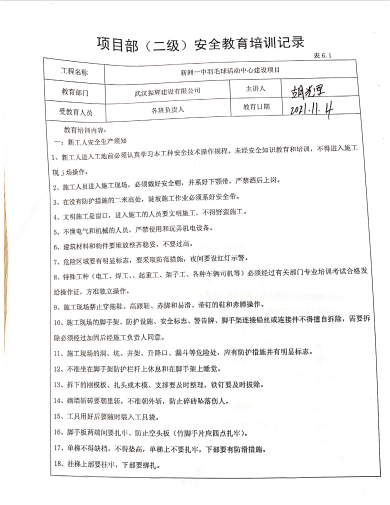 项目部（二级）安全教育培训记录
表 6.1
工程名称 新洲一中羽毛球活动中心建设项目
教育部门 武汉振辉建设有限公司 主讲人
受教育人员 各班负责人 教育日期 2021.11.4
教育培训内容：
一：新工人安全生产须知
1、新工人进入工地前必须认真学习本工种安全技术操作规程。未经安全知识教育和培训，不得进入施工
现 j 场操作。
2、施工人员进入施工现场，必须戴好安全帽，并系好下颚带，严禁酒后上岗。
3、在没有防护措施的二米高处，陡坡施工作业必须系好安全带。
4、文明施工是窗口，进入施工的人员要文明施工，不得野蛮施工。
5、不懂电气和机械的人员，严禁使用和玩弄机电设备。
6、建筑材料和构件要堆放整齐稳妥，不要过高。
7、危险区域要有明显标志，要采取防范措施，夜间要设红灯示警。
8、特殊工种（电工、焊工、起重工、架子工、各种车辆司机等）必须经过有关部门专业培训考试合格发
给操作证，方准独立操作。
9、施工现场禁止穿拖鞋、高跟鞋、赤脚和易滑、带钉的鞋和赤膊操作。
10、施工现场的脚手架、防护设施、安全标志、警告牌、脚手架连接铅丝或连接件不得擅自拆除，需要拆
除必须经过加固后经施工负责人同意。
11、施工现场的洞、坑、井架、升降口、漏斗等危险处，应有防护措施并有明显标志。
12、不准坐在脚手架防护栏杆上休息和在脚手架上睡觉。
13、拆下的钢模板、扎头或木模、支撑要及时整理，铁钉要及时拔除。
14、砌墙斩砖要朝里斩，不准朝外斩，防止碎砖坠落伤人。
15、工具用好后要随时装入工具袋。
16、脚手板两端间要扎牢、防止空头板（竹脚手片应四点扎牢）。
17、单梯不得缺档，不得垫高，单梯上不要扎牢，下部要有防滑措施。
18、挂梯上部要挂牢，下部要绑扎。